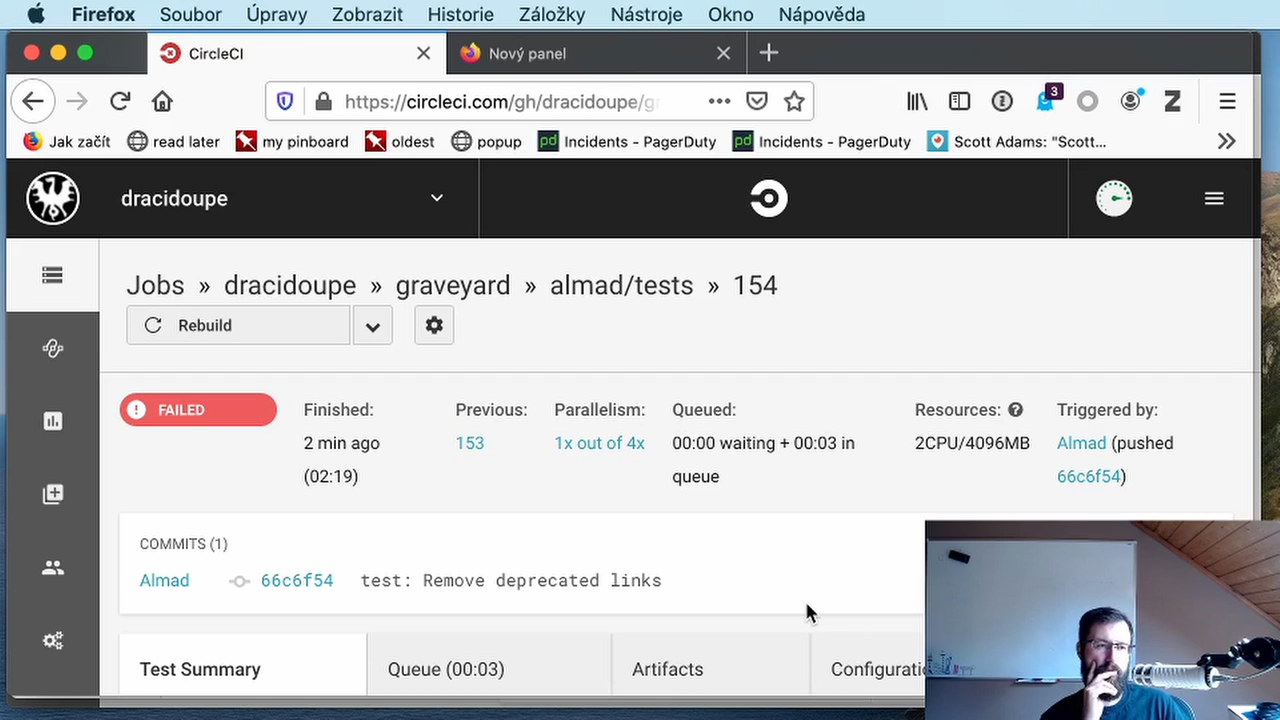 Firefox Soubor Úpravy Zobrazit Historie Záložky Nástroje Okno Nápověda
CircleCI Nový panel
https://circleci.com/gh/dracidoupe/gr 3
Jak začít read later my pinboard oldest popup pd Incidents - PagerDuty pd Incidents - PagerDuty Scott Adams: "Scott...
dracidoupe
Jobs » dracidoupe » graveyard » almad/tests » 154
Rebuild
FAILED Finished: Previous: Parallelism: Queued: Resources: Triggered by:
2 min ago 153 1x out of 4x 00:00 waiting + 00:03 in 2CPU/4096MB Almad (pushed
(02:19) queue 66c6f54)
COMMITS (1)
Almad 66c6f54 test: Remove deprecated links
Test Summary Queue (00:03) Artifacts Configurati